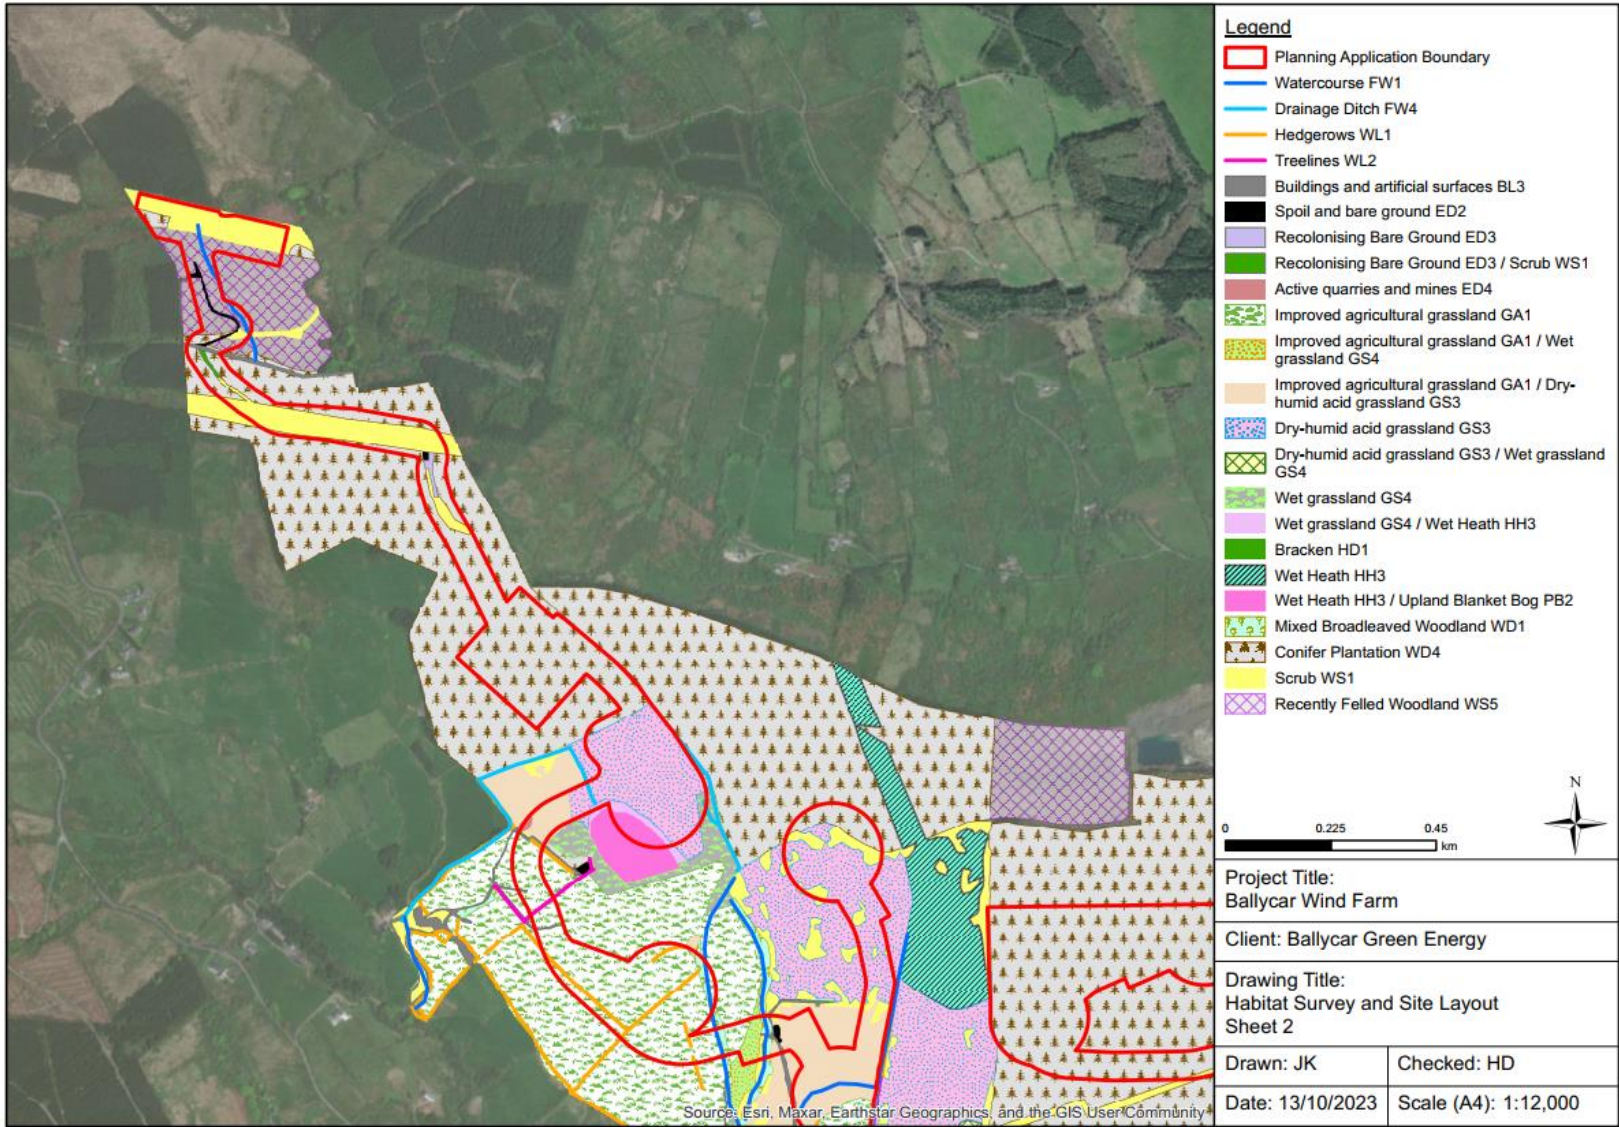 Legend
Planning Application Boundary
Watercourse FW1
Drainage Ditch FW4
Hedgerows WL1
Treelines WL2
Buildings and artificial surfaces BL3
Spoil and bare ground ED2
Recolonising Bare Ground ED3
Recolonising Bare Ground ED3 / Scrub WS1
Active quarries and mines ED4
Improved agricultural grassland GA1
Improved agricultural grassland GA1 / Wet
grassland GS4
Improved agricultural grassland GA1 / Dry-
humid acid grassland GS3
Dry-humid acid grassland GS3
Dry-humid acid grassland GS3 / Wet grassland
GS4
Wet grassland GS4
Wet grassland GS4 / Wet Heath HH3
Bracken HD1
Wet Heath HH3
Wet Heath HH3 / Upland Blanket Bog PB2
Mixed Broadleaved Woodland WD1
Conifer Plantation WD4
Scrub WS1
Recently Felled Woodland WS5
N
0 0.225 0.45
km
Project Title:
Ballycar Wind Farm
Client: Ballycar Green Energy
Drawing Title:
Habitat Survey and Site Layout
Sheet 2
Drawn: JK Checked: HD
Date: 13/10/2023 Scale (A4): 1:12,000
Source: Esri, Maxar, Earthstar Geographics, and the GIS User Community